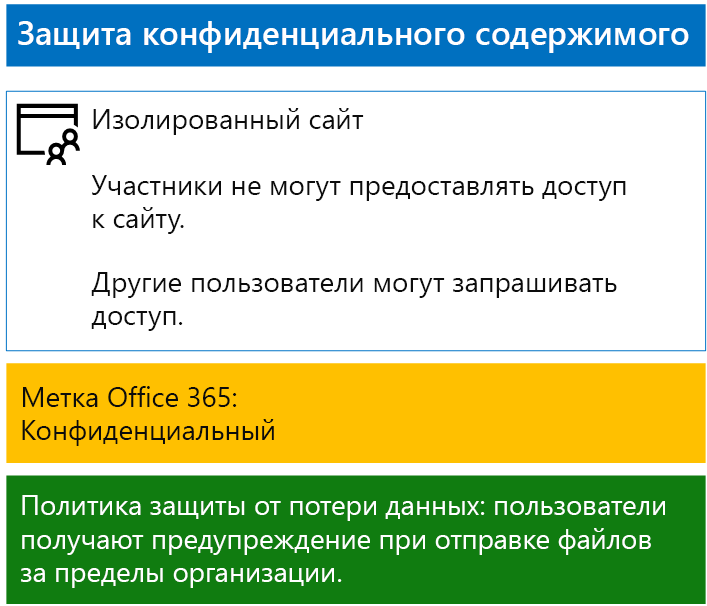 Защита конфиденциального содержимого
Изолированный сайт
Участники не могут предоставлять доступ
к сайту.
Другие пользователи могут запрашивать
доступ.
Метка Office 365:
Конфиденциальный
Политика защиты от потери данных: пользователи
получают предупреждение при отправке файлов
за пределы организации.